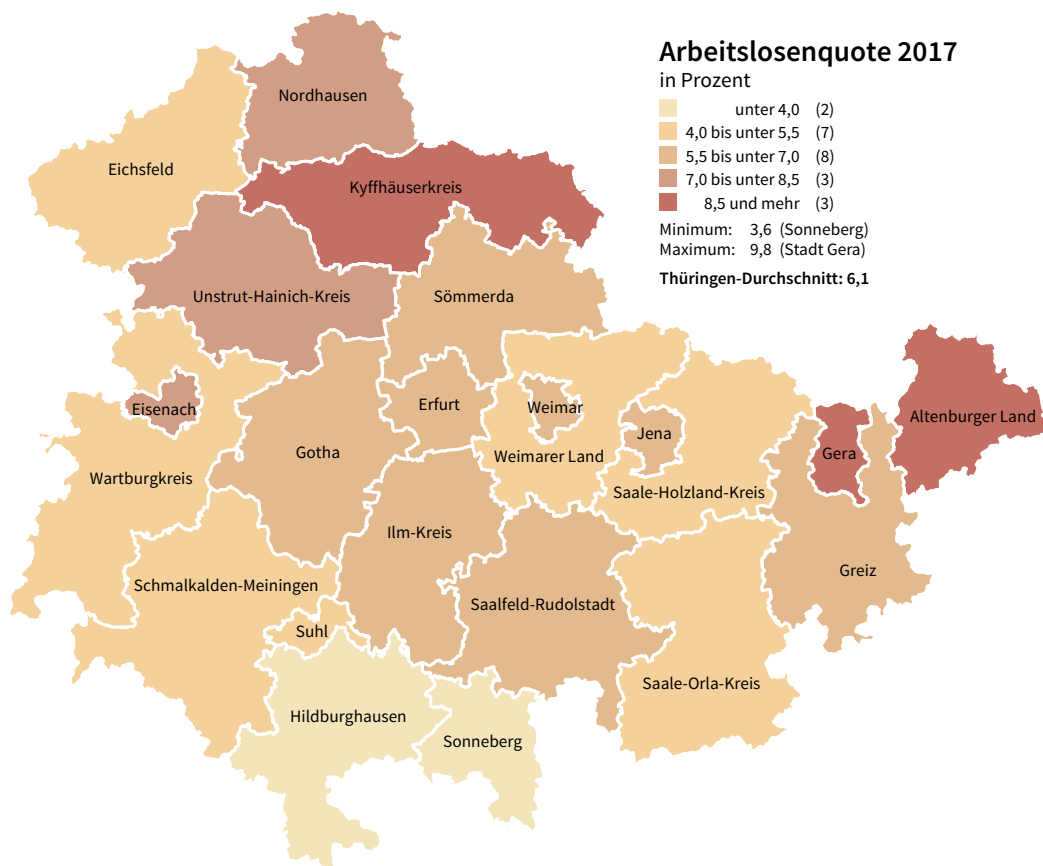 Arbeitslosenquote 2017
in Prozent
unter 4,0 (2)
4,0 bis unter 5,5 (7)
5,5 bis unter 7,0 (8)
7,0 bis unter 8,5 (3)
8,5 und mehr (3)
Minimum: 3,6 (Sonneberg)
Maximum: 9,8 (Stadt Gera)
Thüringen-Durchschnitt: 6,1
Nordhausen
Eichsfeld
Kyffhäuserkreis
Unstrut-Hainich-Kreis
Sömmerda
Eisenach
Erfurt
Weimar
Altenburger Land
Jena
Gotha
Weimarer Land
Gera
Wartburgkreis
Saale-Holzland-Kreis
Ilm-Kreis
Greiz
Schmalkalden-Meiningen
Saalfeld-Rudolstadt
Suhl
Saale-Orla-Kreis
Hildburghausen
Sonneberg